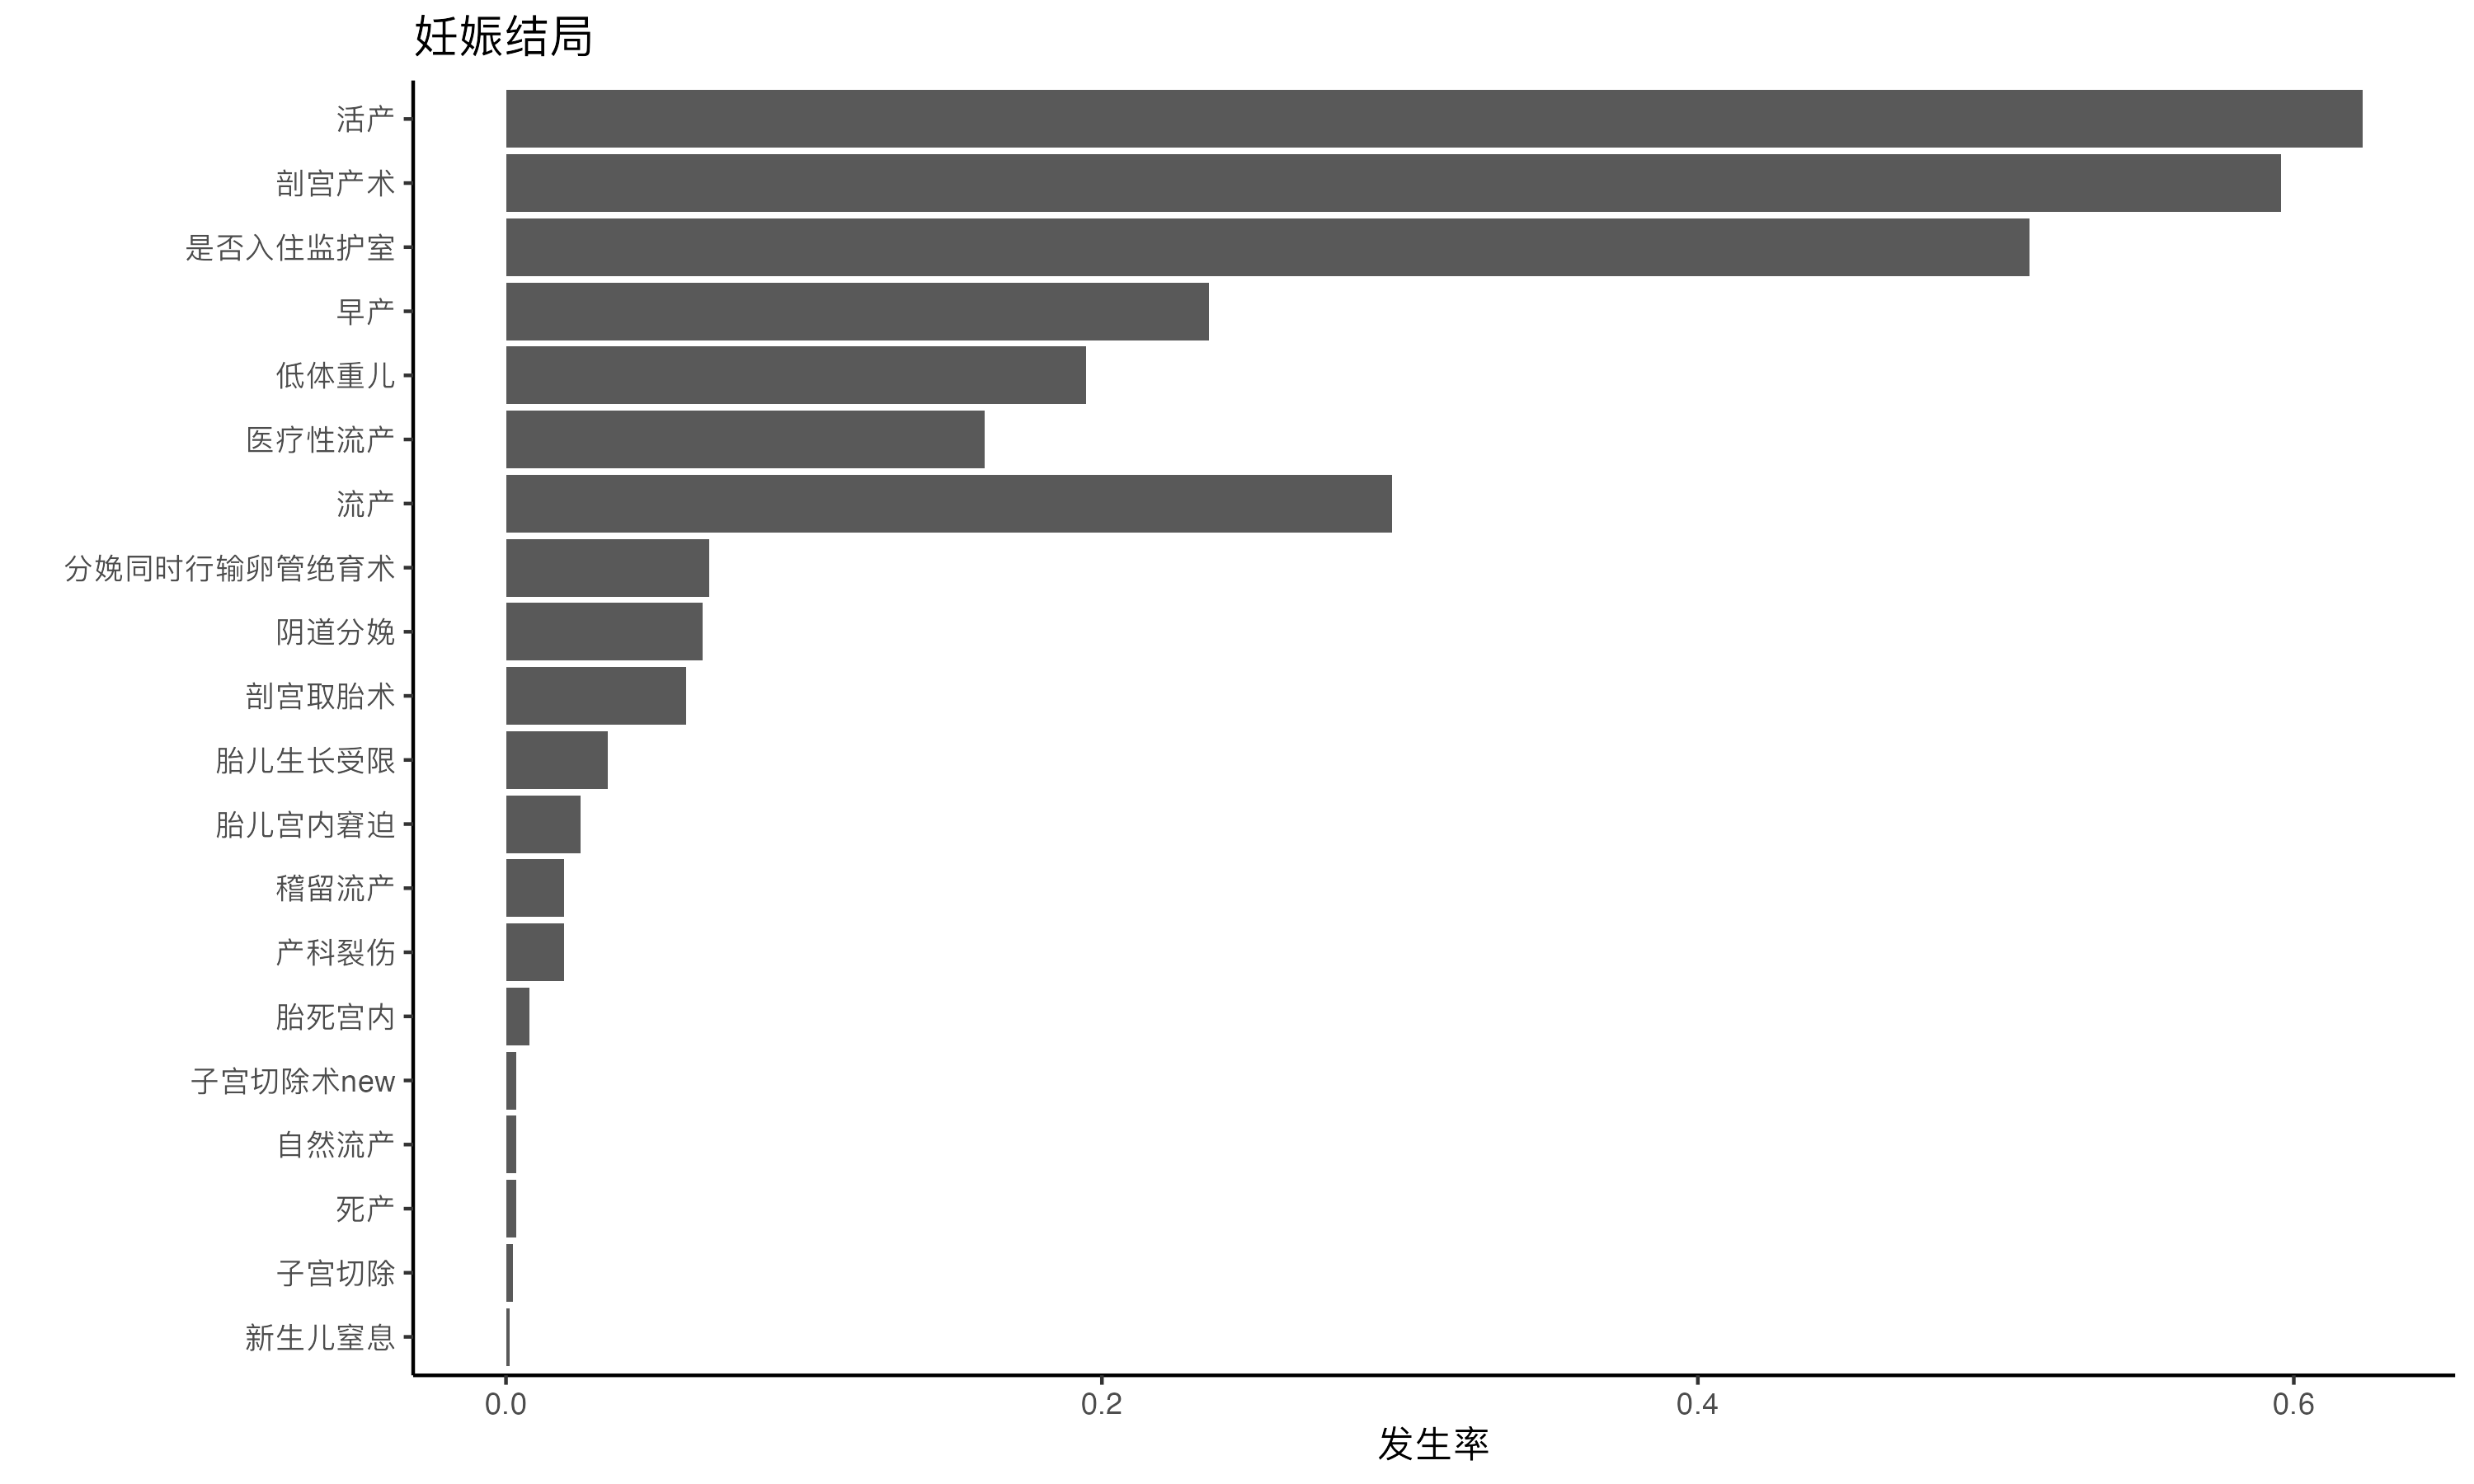 妊娠结局
活产
剖宫产术
是否入住监护室
早产
低体重儿
医疗性流产
流产
分娩同时行输卵管绝育术
阴道分娩
剖宫取胎术
胎儿生长受限
胎儿宫内窘迫
稽留流产
产科裂伤
胎死宫内
子宫切除术new
自然流产
死产
子宫切除
新生儿窒息
0.0 0.2 0.4 0.6
发生率